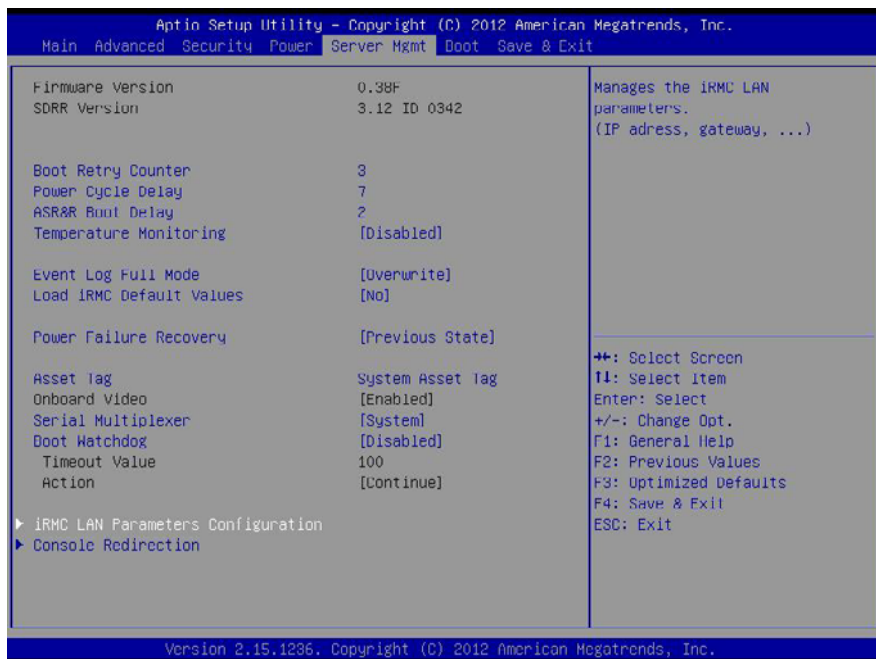 Aptio Setup Utility – Copyright (C) 2012 American Megatrends, Inc.
Main Advanced Security Power Server Mgmt Boot Save & Exit
Firmware Version 0.38F
SDRR Version 3.12 ID 0342
Boot Retry Counter 3
Power Cycle Delay 7
ASR&R Boot Delay 2
Temperature Monitoring [Disabled]
Event Log Full Mode [Overwrite]
Load iRMC Default Values [No]
Power Failure Recovery [Previous State]
Asset Tag System Asset Tag
Onboard Video [Enabled]
Serial Multiplexer [System]
Boot Watchdog [Disabled]
Timeout Value 100
Action [Continue]
iRMC LAN Parameters Configuration
Console Redirection
Manages the iRMC LAN
parameters.
(IP adress, gateway, ...)
→←: Select Screen
↑↓: Select Item
Enter: Select
+/-: Change Opt.
F1: General Help
F2: Previous Values
F3: Optimized Defaults
F4: Save & Exit
ESC: Exit
Version 2.15.1236. Copyright (C) 2012 American Megatrends, Inc.